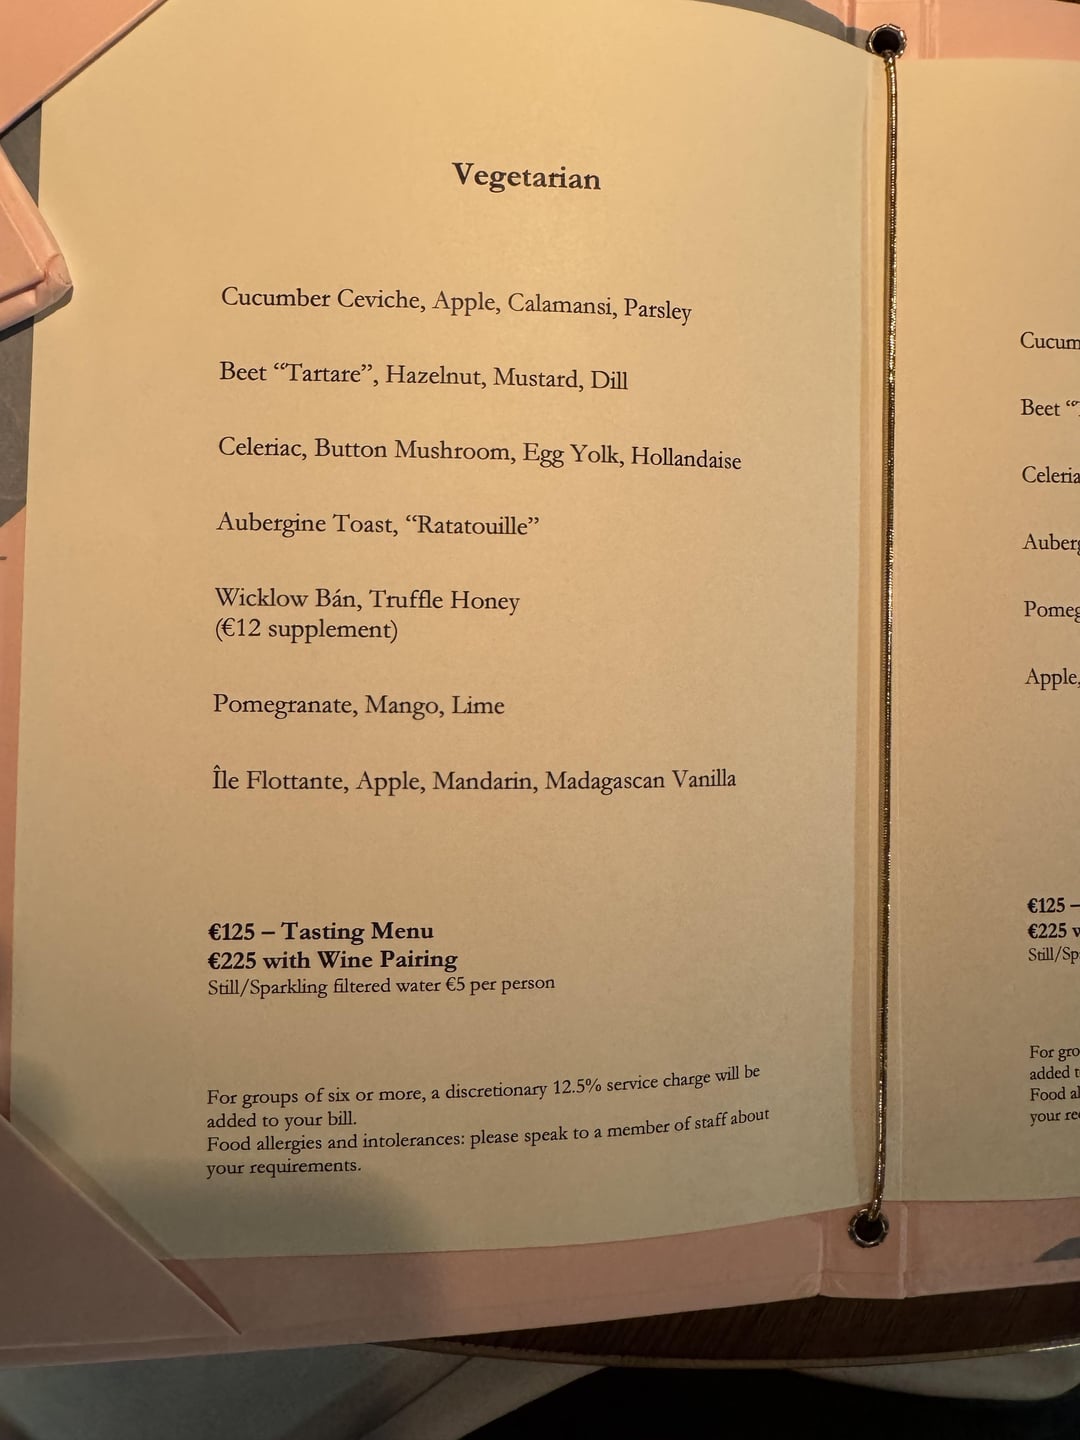 Vegetarian
Cucumber Ceviche, Apple, Calamansi, Parsley
Beet “Tartare”, Hazelnut, Mustard, Dill
Celeriac, Button Mushroom, Egg Yolk, Hollandaise
Aubergine Toast, “Ratatouille”
Wicklow Bán, Truffle Honey
(€12 supplement)
Pomegranate, Mango, Lime
Île Flottante, Apple, Mandarin, Madagascan Vanilla
€125 – Tasting Menu
€225 with Wine Pairing
Still/Sparkling filtered water €5 per person
For groups of six or more, a discretionary 12.5% service charge will be
added to your bill.
Food allergies and intolerances: please speak to a member of staff about
your requirements.
Cucum
Beet “
Celeria
Auberg
Pomeg
Apple,
€125 –
€225 w
Still/Sp
For gro
added t
Food al
your re